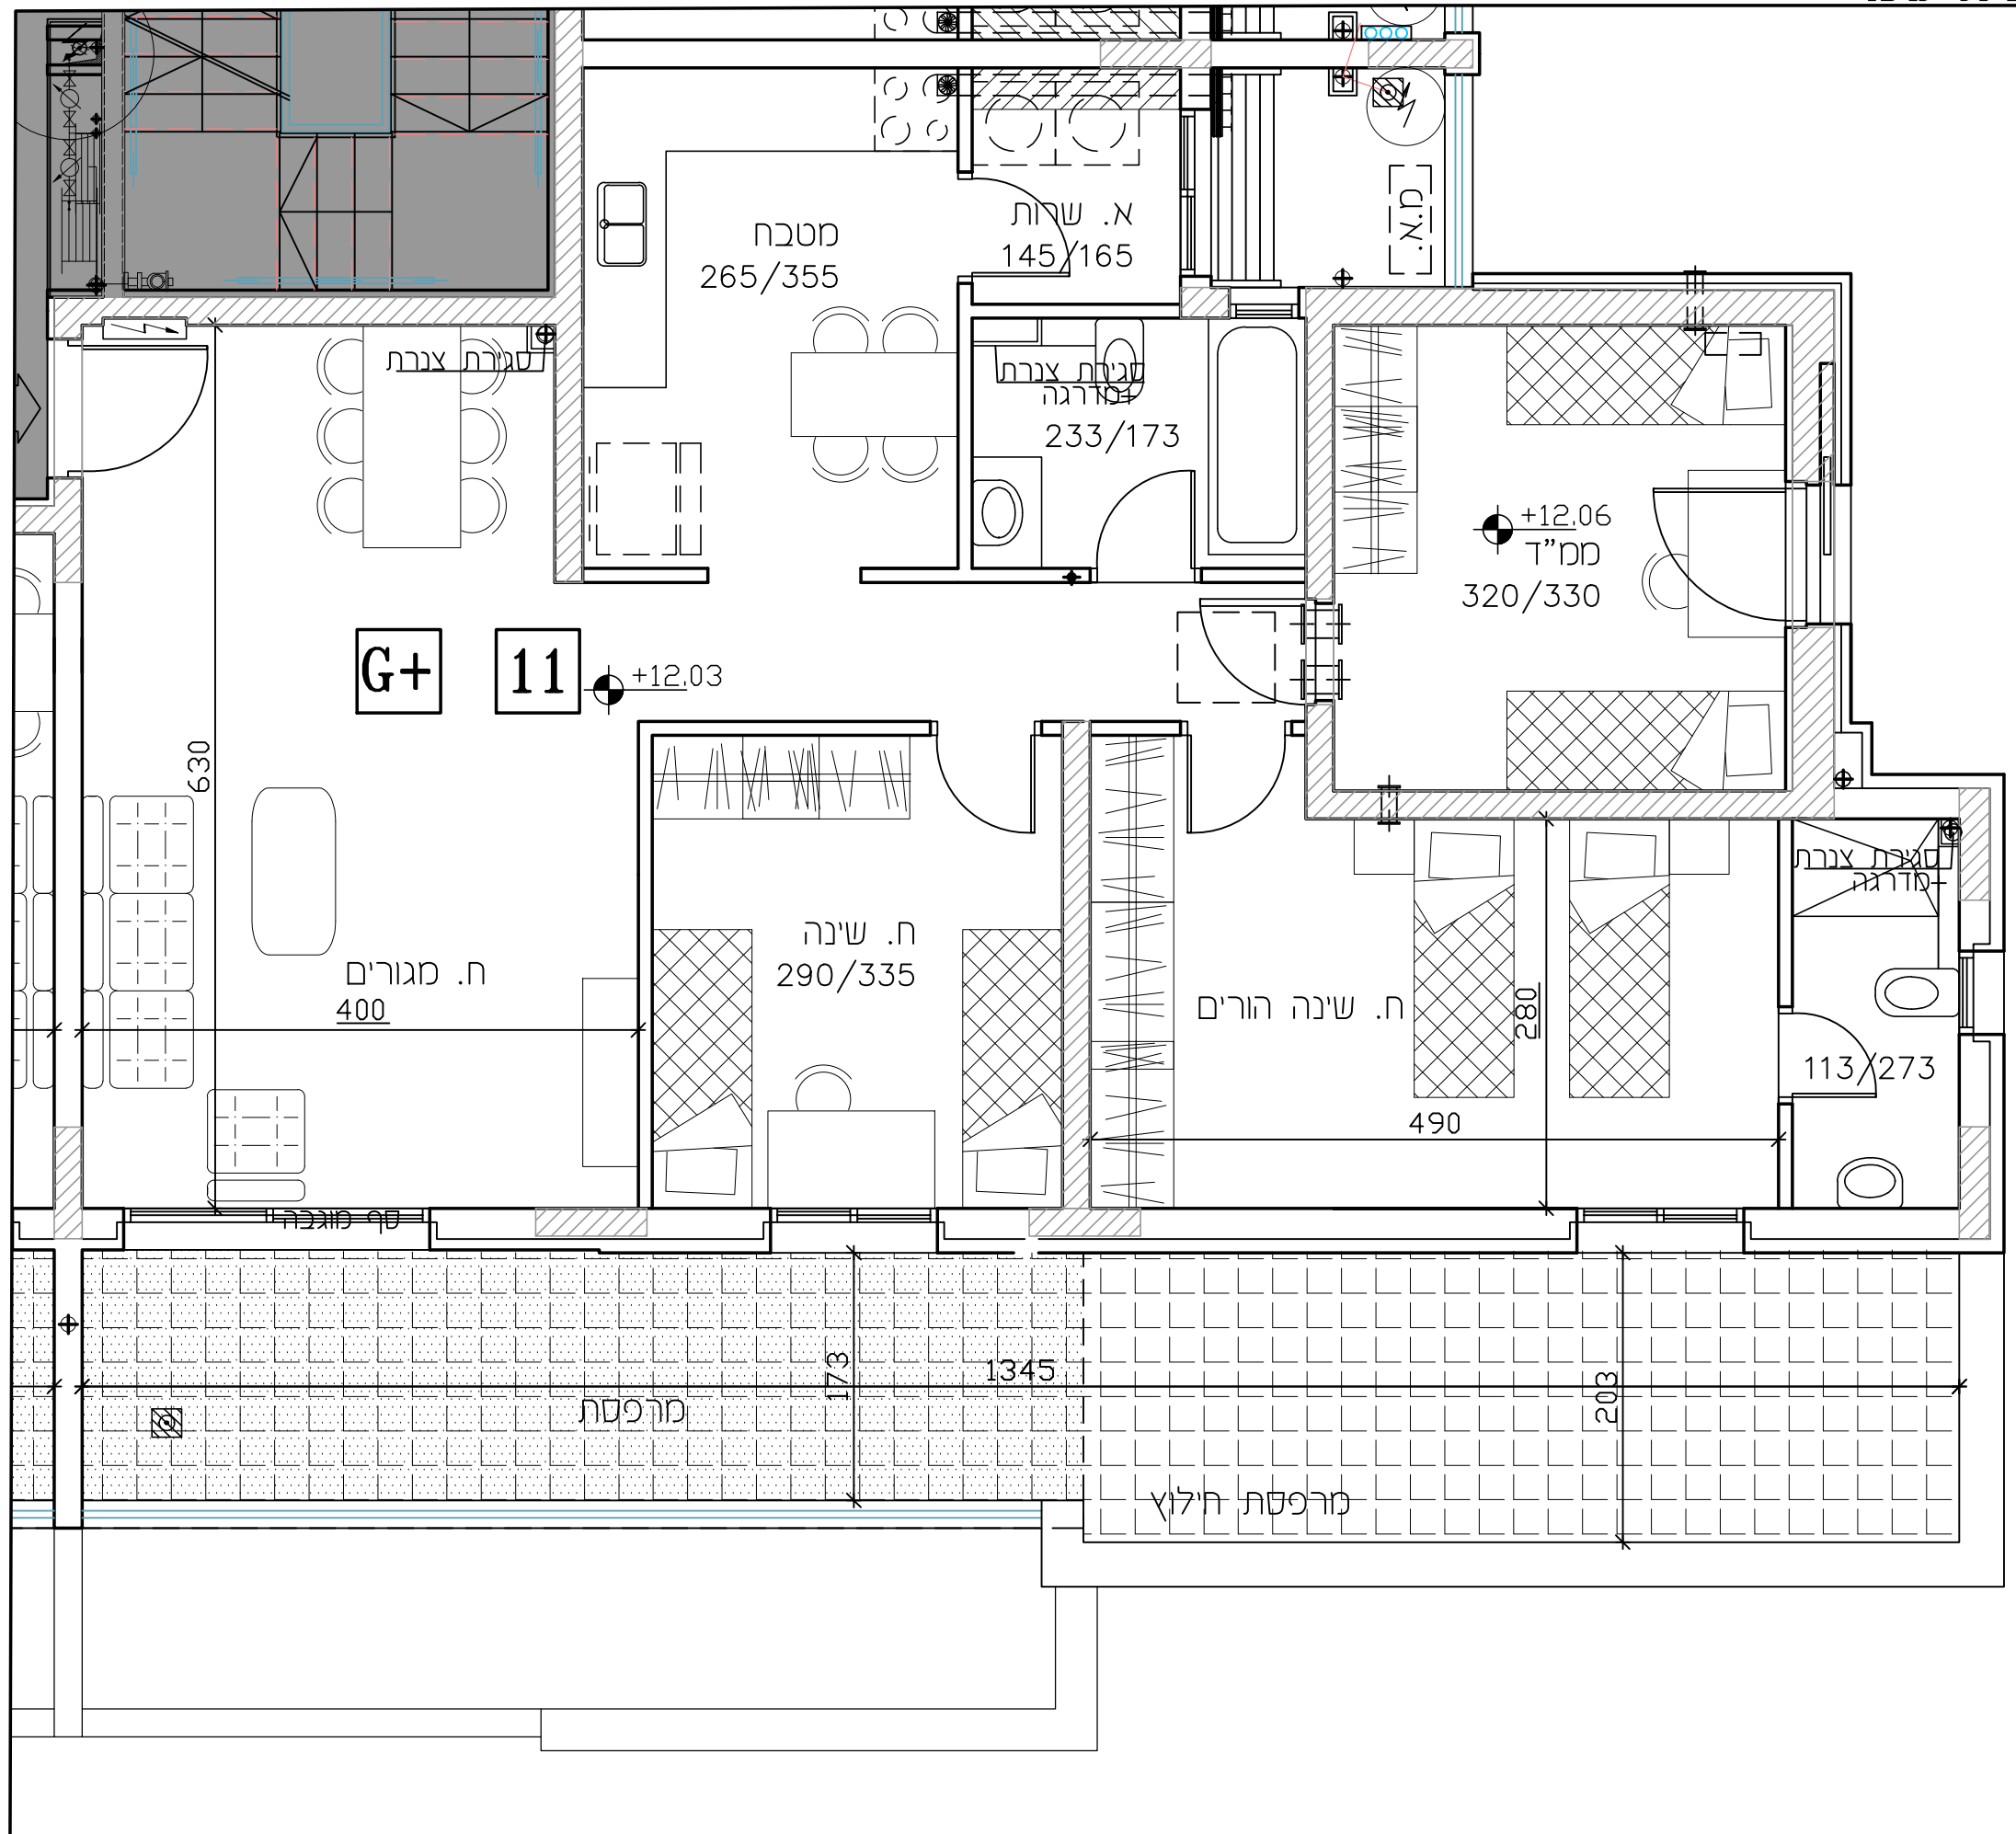 מטבח
265/355
א. שרות
145/165
מ.א.
סגירת צנרת
סגירת צנרת
+מדרגה
233/173
+12.06
ממ"ד
320/330
G+
11
+12.03
630
ח. מגורים
400
ח. שינה
290/335
ח. שינה הורים
280
490
סגירת צנרת
+מדרגה
113/273
סף מוגבה
173
1345
203
מרפסת
מרפסת חילוץ